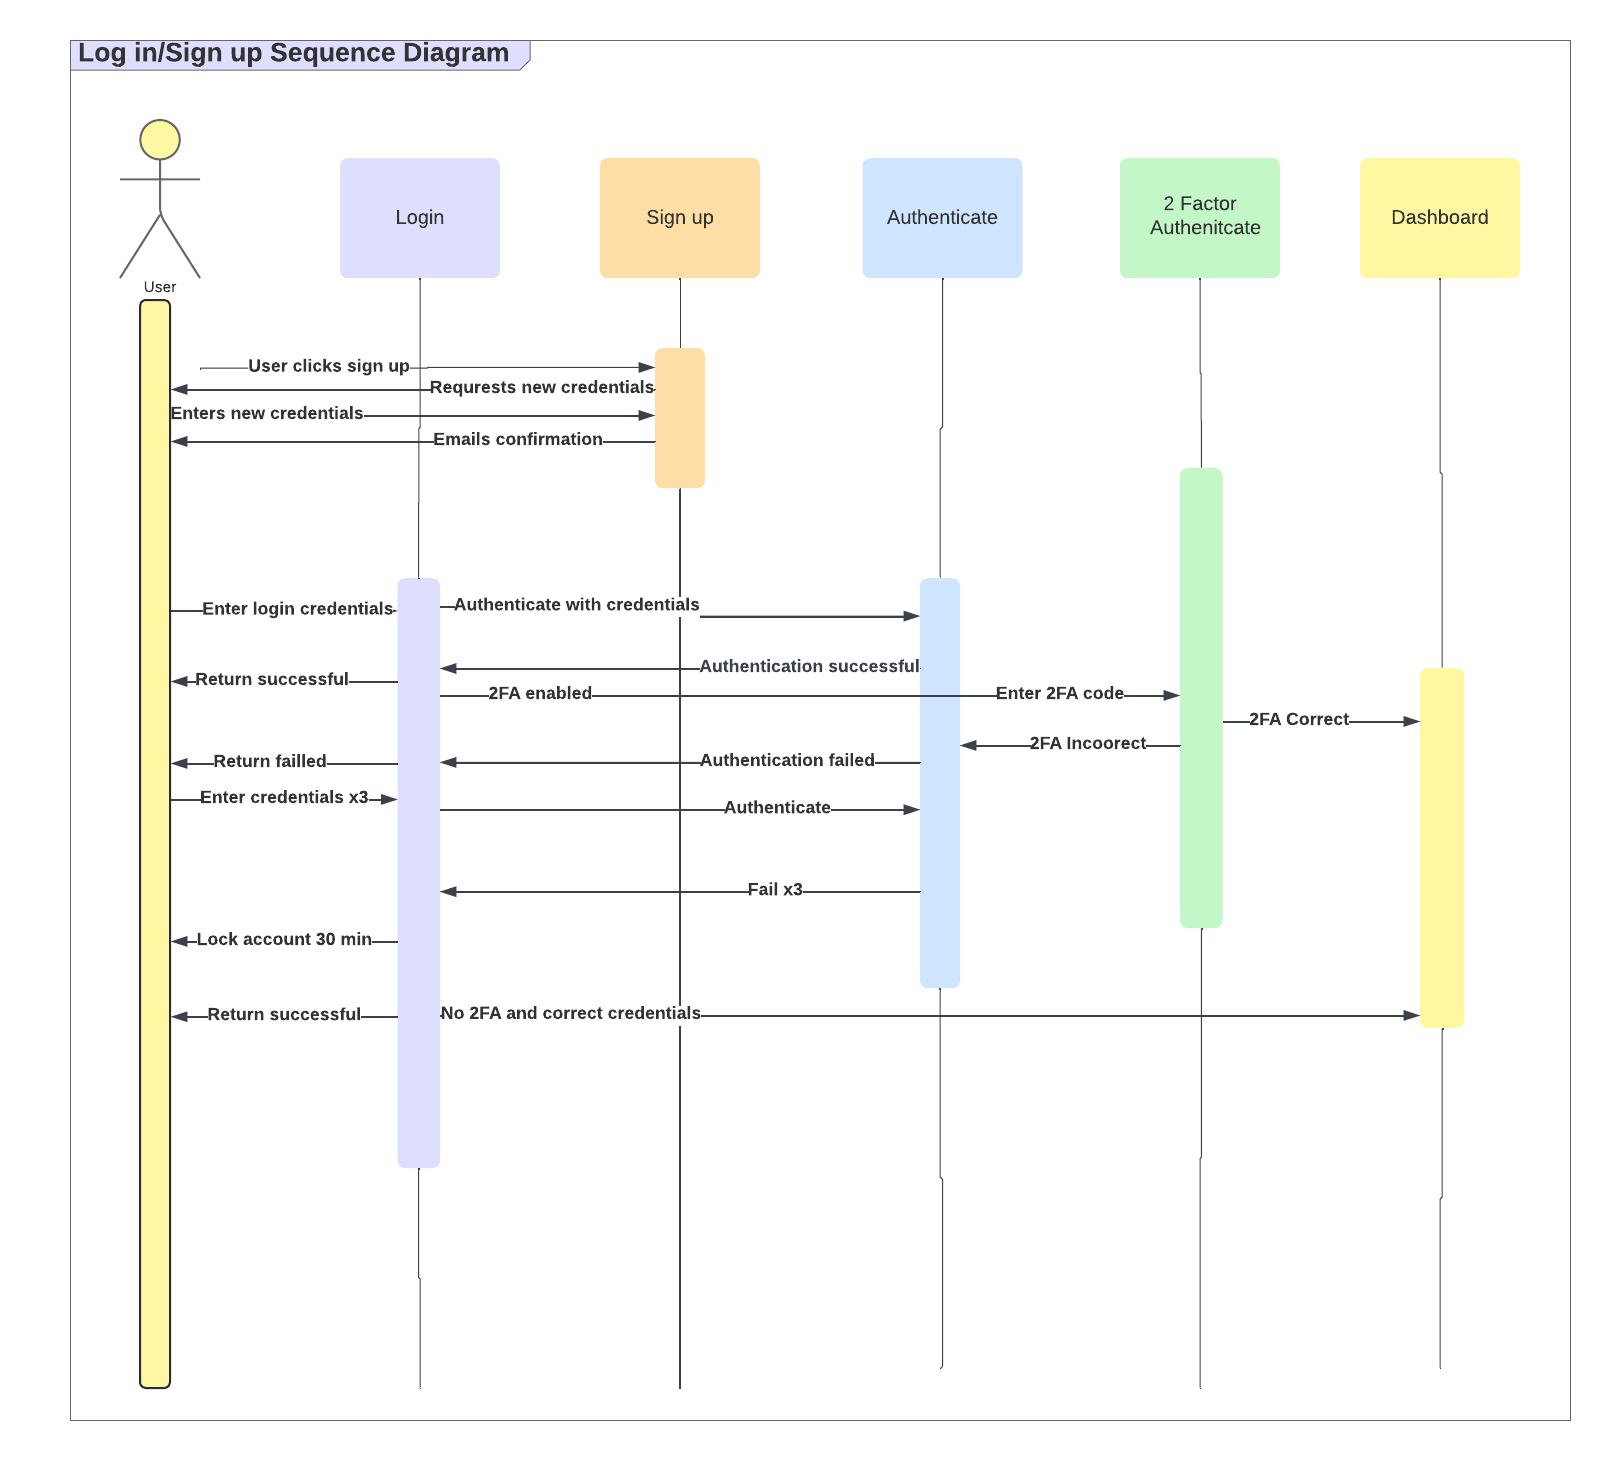 Log in/Sign up Sequence Diagram
Login
Sign up
Authenticate
2 Factor
Authenitcate
Dashboard
User
User clicks sign up
Requrests new credentials
Enters new credentials
Emails confirmation
Enter login credentials
Authenticate with credentials
Authentication successful
Return successful
2FA enabled
Enter 2FA code
2FA Correct
2FA Incoorect
Return failled
Authentication failed
Enter credentials x3
Authenticate
Fail x3
Lock account 30 min
Return successful
No 2FA and correct credentials